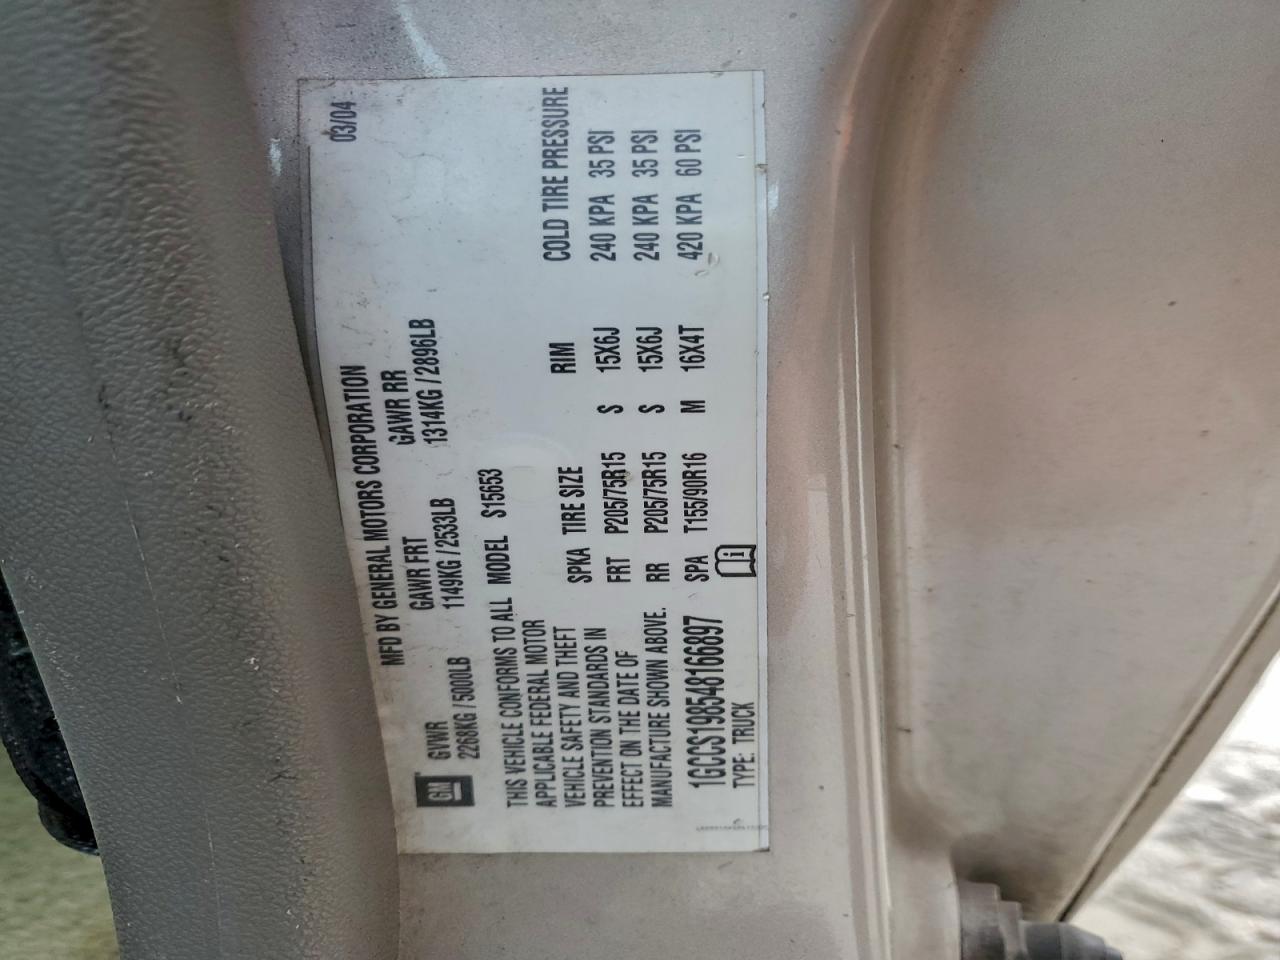 03/04
MFD BY GENERAL MOTORS CORPORATION
GM GVWR GAWR FRT GAWR RR
2268KG / 5000LB 1149KG / 2533LB 1314KG / 2896LB
THIS VEHICLE CONFORMS TO ALL MODEL S15653
APPLICABLE FEDERAL MOTOR
VEHICLE SAFETY AND THEFT
PREVENTION STANDARDS IN
EFFECT ON THE DATE OF
MANUFACTURE SHOWN ABOVE.
SPKA TIRE SIZE RIM COLD TIRE PRESSURE
FRT P205/75R15 S 15X6J 240 KPA 35 PSI
RR P205/75R15 S 15X6J 240 KPA 35 PSI
SPA T155/90R16 M 16X4T 420 KPA 60 PSI
1GCCS198548166897
TYPE: TRUCK